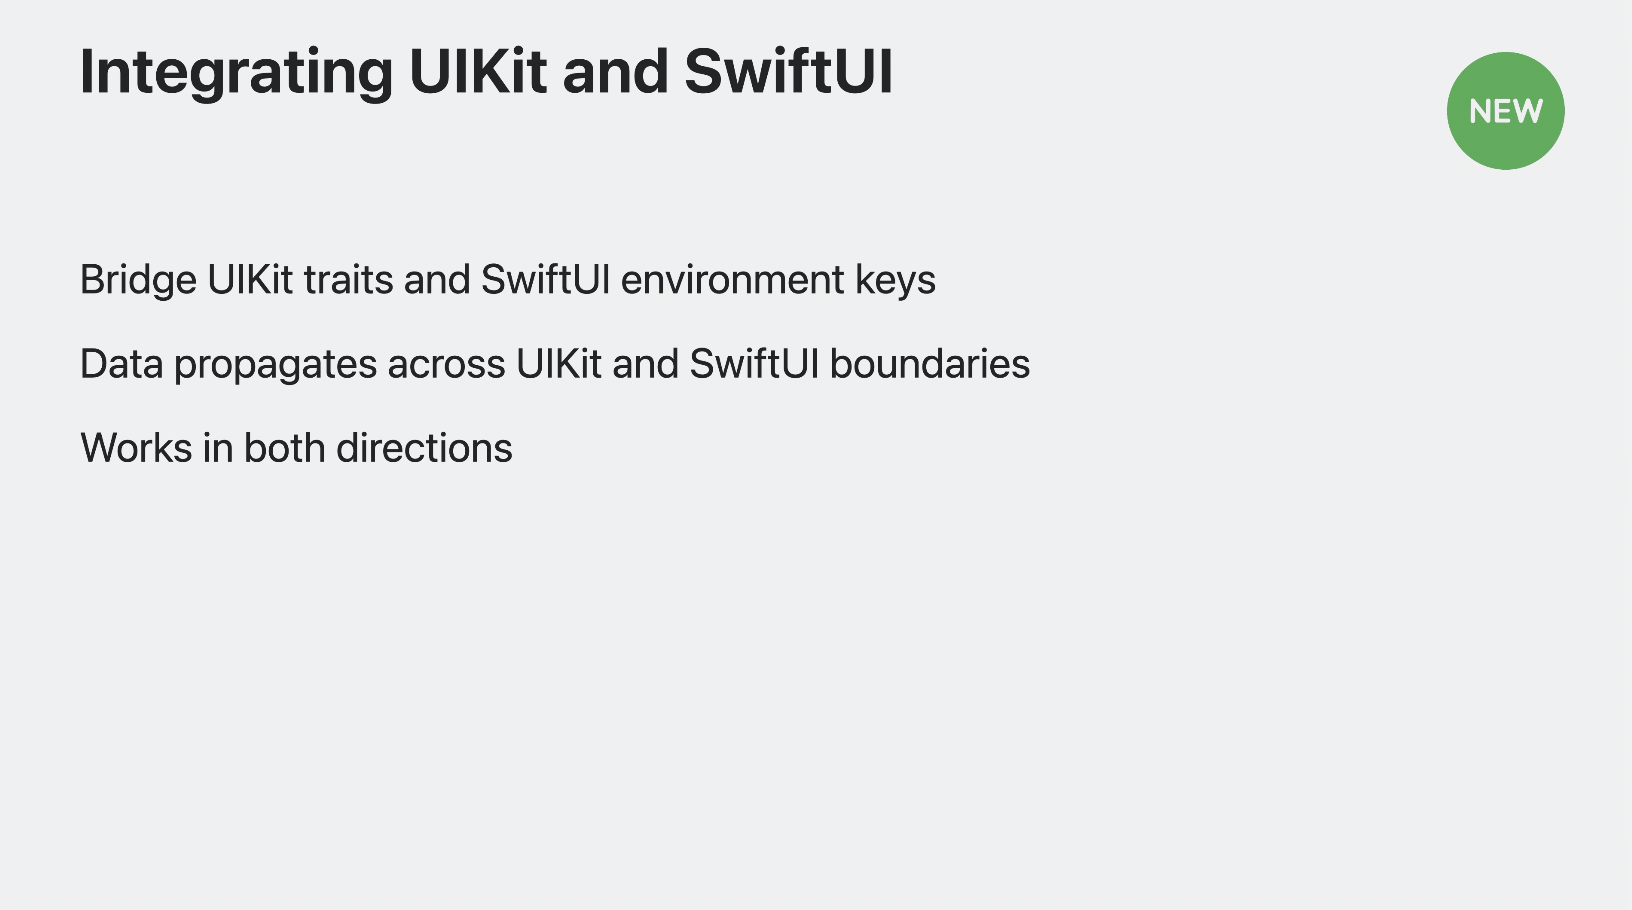 Integrating UIKit and SwiftUI
NEW
Bridge UIKit traits and SwiftUI environment keys
Data propagates across UIKit and SwiftUI boundaries
Works in both directions